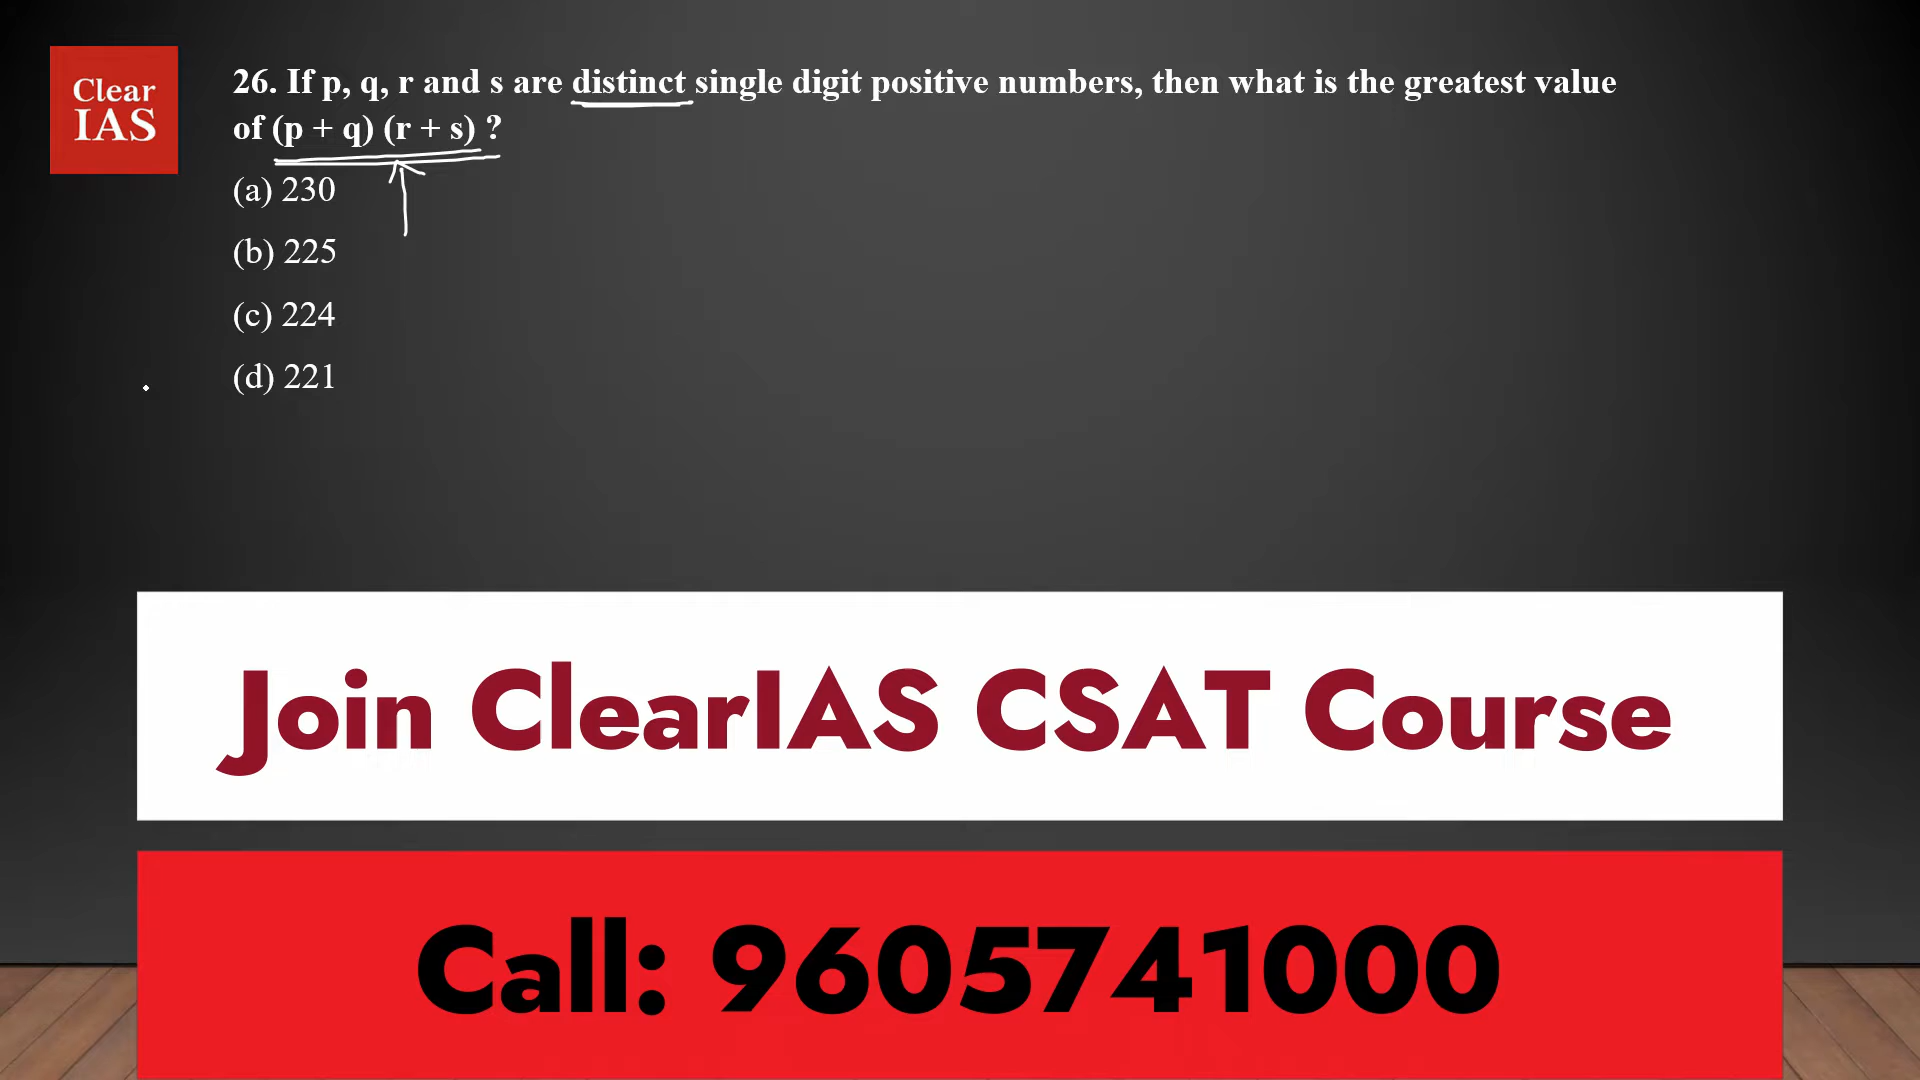 Clear
IAS
26. If p, q, r and s are distinct single digit positive numbers, then what is the greatest value
of (p + q) (r + s) ?
(a) 230
(b) 225
(c) 224
(d) 221
Join ClearIAS CSAT Course
Call: 9605741000